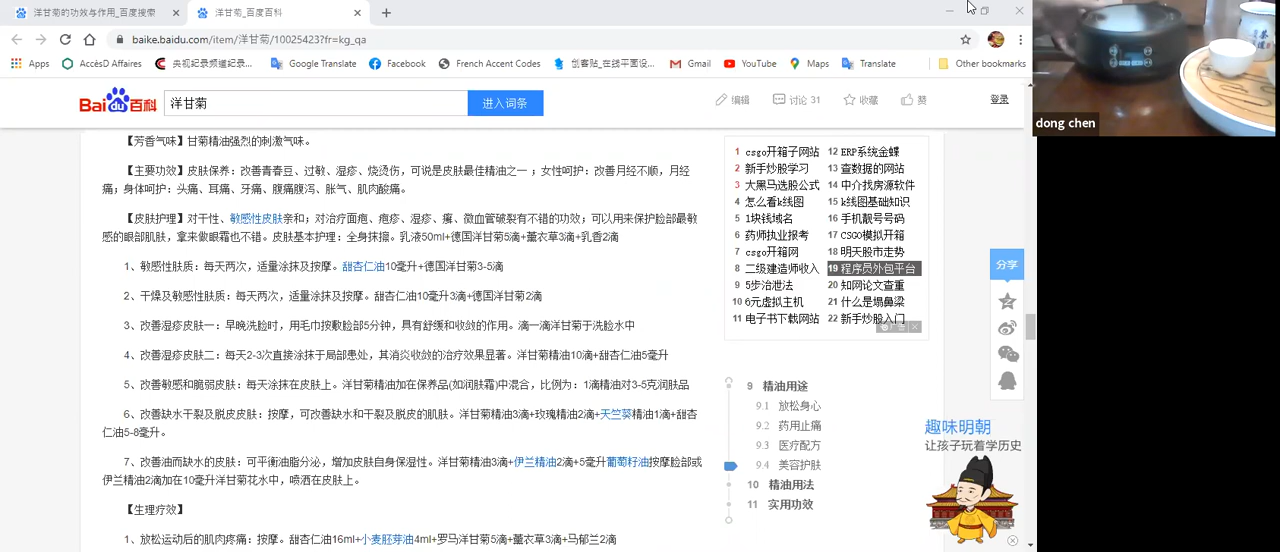 洋甘菊的功效与作用_百度搜索
洋甘菊_百度百科
baike.baidu.com/item/洋甘菊/10025423?fr=kg_qa
Apps
AccèsD Affaires
央视纪录频道纪录...
Google Translate
Facebook
French Accent Codes
创客贴_在线平面设...
Gmail
YouTube
Maps
Translate
Other bookmarks
Bai du 百科
洋甘菊
进入词条
编辑
讨论 31
收藏
赞
登录
【芳香气味】甘菊精油强烈的刺激气味。
【主要功效】皮肤保养：改善青春豆、过敏、湿疹、烧烫伤，可说是皮肤最佳精油之一；女性呵护：改善月经不顺，月经
痛；身体呵护：头痛、耳痛、牙痛、腹痛腹泻、胀气、肌肉酸痛。
【皮肤护理】对干性、敏感性皮肤亲和；对治疗面疱、疱疹、湿疹、癣、微血管破裂有不错的功效；可以用来保护脸部最敏
感的眼部肌肤，拿来做眼霜也不错。皮肤基本护理：全身抹擦。乳液50ml+德国洋甘菊5滴+薰衣草3滴+乳香2滴
1、敏感性肤质：每天两次，适量涂抹及按摩。甜杏仁油10毫升+德国洋甘菊3-5滴
2、干燥及敏感性肤质：每天两次，适量涂抹及按摩。甜杏仁油10毫升3滴+德国洋甘菊2滴
3、改善湿疹皮肤一：早晚洗脸时，用毛巾按敷脸部5分钟，具有舒缓和收敛的作用。滴一滴洋甘菊于洗脸水中
4、改善湿疹皮肤二：每天2-3次直接涂抹于局部患处，其消炎收敛的治疗效果显著。洋甘菊精油10滴+甜杏仁油5毫升
5、改善敏感和脆弱皮肤：每天涂抹在皮肤上。洋甘菊精油加在保养品(如润肤霜)中混合，比例为：1滴精油对3-5克润肤品
6、改善缺水干裂及脱皮皮肤：按摩，可改善缺水和干裂及脱皮的肌肤。洋甘菊精油3滴+玫瑰精油2滴+天竺葵精油1滴+甜杏
仁油5-8毫升。
7、改善油而缺水的皮肤：可平衡油脂分泌，增加皮肤自身保湿性。洋甘菊精油3滴+伊兰精油2滴+5毫升葡萄籽油按摩脸部或
伊兰精油2滴加在10毫升洋甘菊花水中，喷洒在皮肤上。
【生理疗效】
1、放松运动后的肌肉疼痛：按摩。甜杏仁油16ml+小麦胚芽油4ml+罗马洋甘菊5滴+薰衣草3滴+马郁兰2滴
1 csgo开箱子网站 12 ERP系统金蝶
2 新手炒股学习 13 查数据的网站
3 大黑马选股公式 14 中介找房源软件
4 怎么看k线图 15 k线图基础知识
5 1块钱域名 16 手机靓号号码
6 药师执业报考 17 CSGO模拟开箱
7 csgo开箱网 18 明天股市走势
8 二级建造师收入 19 程序员外包平台
9 5步治泄法 20 知网论文查重
10 6元虚拟主机 21 什么是塌鼻梁
11 电子书下载网站 22 新手炒股入门
广告
9 精油用途
9.1 放松身心
9.2 药用止痛
9.3 医疗配方
9.4 美容护肤
10 精油用法
11 实用功效
分享
趣味明朝
让孩子玩着学历史
dong chen
茶道